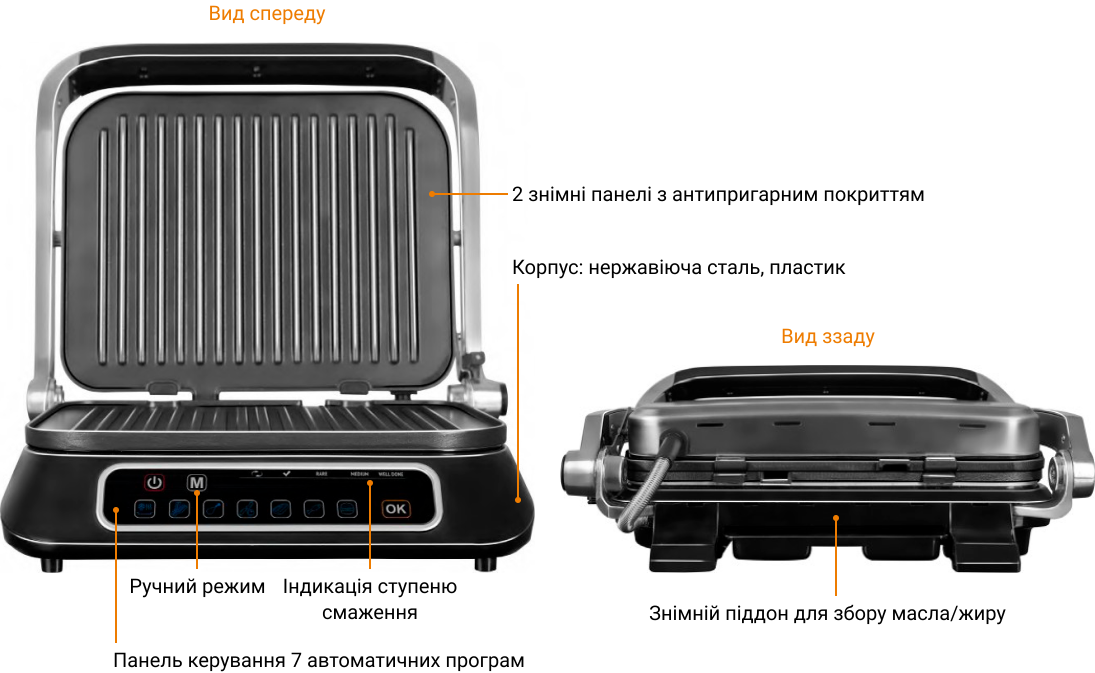 Вид спереду
2 знімні панелі з антипригарним покриттям
Корпус: нержавіюча сталь, пластик
Вид ззаду
RARE
MEDIUM
WELL DONE
M
OK
Ручний режим
Індикація ступеню
смаження
Знімній піддон для збору масла/жиру
Панель керування 7 автоматичних програм